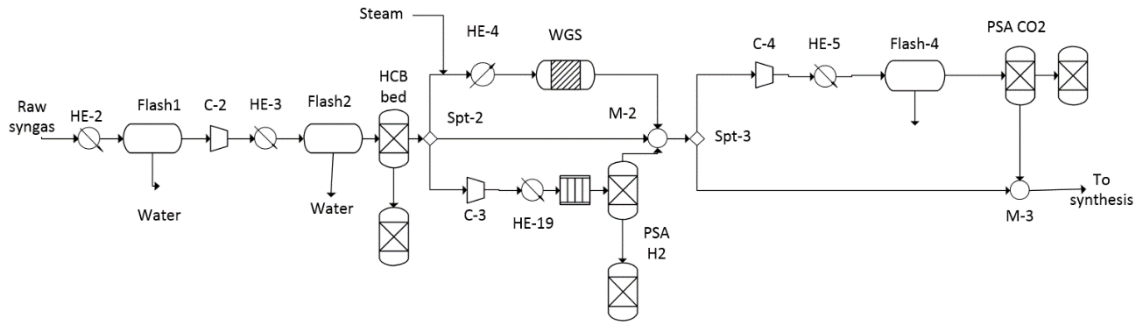 Steam
HE-4
WGS
C-4
HE-5
Flash-4
PSA CO2
HCB
bed
Raw
syngas
HE-2
Flash1
C-2
HE-3
Flash2
Spt-2
M-2
Spt-3
Water
Water
C-3
HE-19
PSA
H2
M-3
To
synthesis